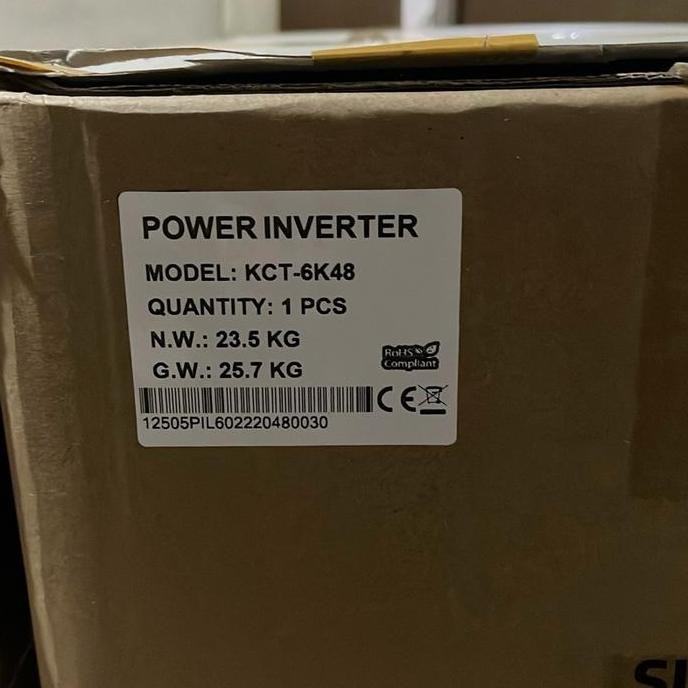 POWER INVERTER
MODEL: KCT-6K48
QUANTITY: 1 PCS
N.W.: 23.5 KG
G.W.: 25.7 KG
RoHS
Compliant
CE
12505PIL602220480030